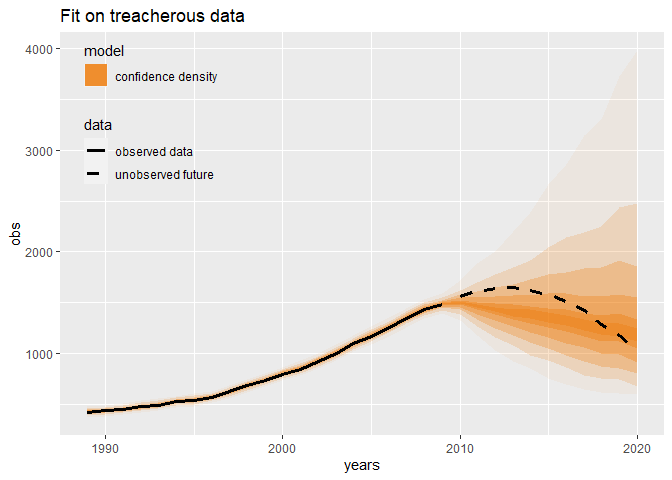 Fit on treacherous data
4000
3000
2000
1000
obs
model
confidence density
data
observed data
unobserved future
1990
2000
2010
2020
years